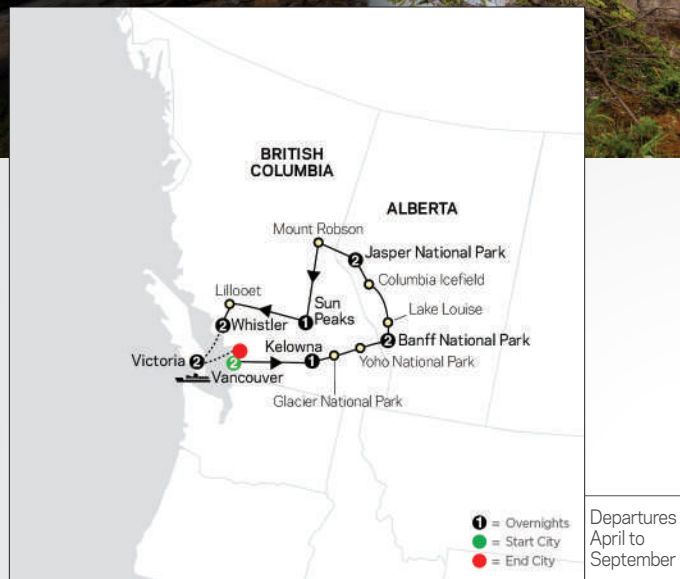 BRITISH
COLUMBIA
ALBERTA
Mount Robson
2 Jasper National Park
Columbia Icefield
Lillooet
Sun
Peaks
1
Lake Louise
2 Whistler
Kelowna
1
2 Banff National Park
Victoria 2
2
Vancouver
Yoho National Park
Glacier National Park
1 = Overnights
= Start City
= End City
Departures
April to
September